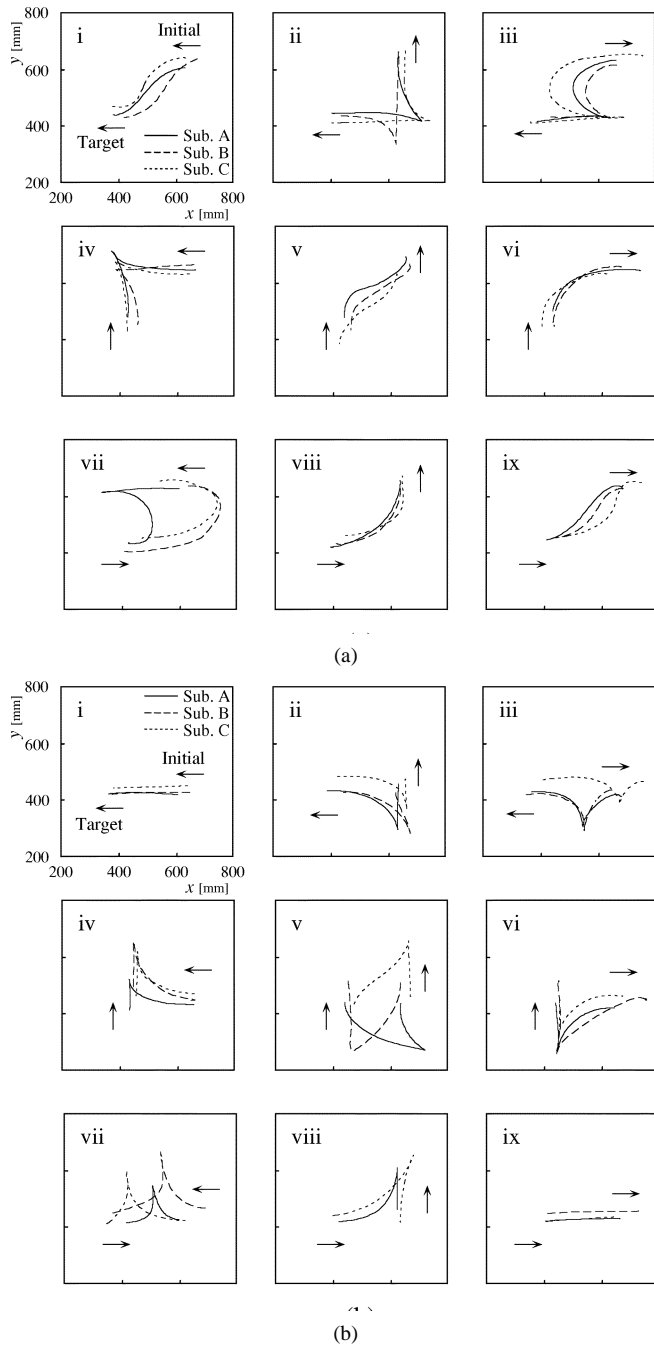 800
y [mm]
i
Initial
ii
iii
600
400
Target
Sub. A
Sub. B
Sub. C
200
200 400 600 800
x [mm]
iv
v
vi
vii
viii
ix
(a)
800
y [mm]
i
Sub. A
Sub. B
Sub. C
ii
iii
600
Initial
400
Target
200
200 400 600 800
x [mm]
iv
v
vi
vii
viii
ix
(b)